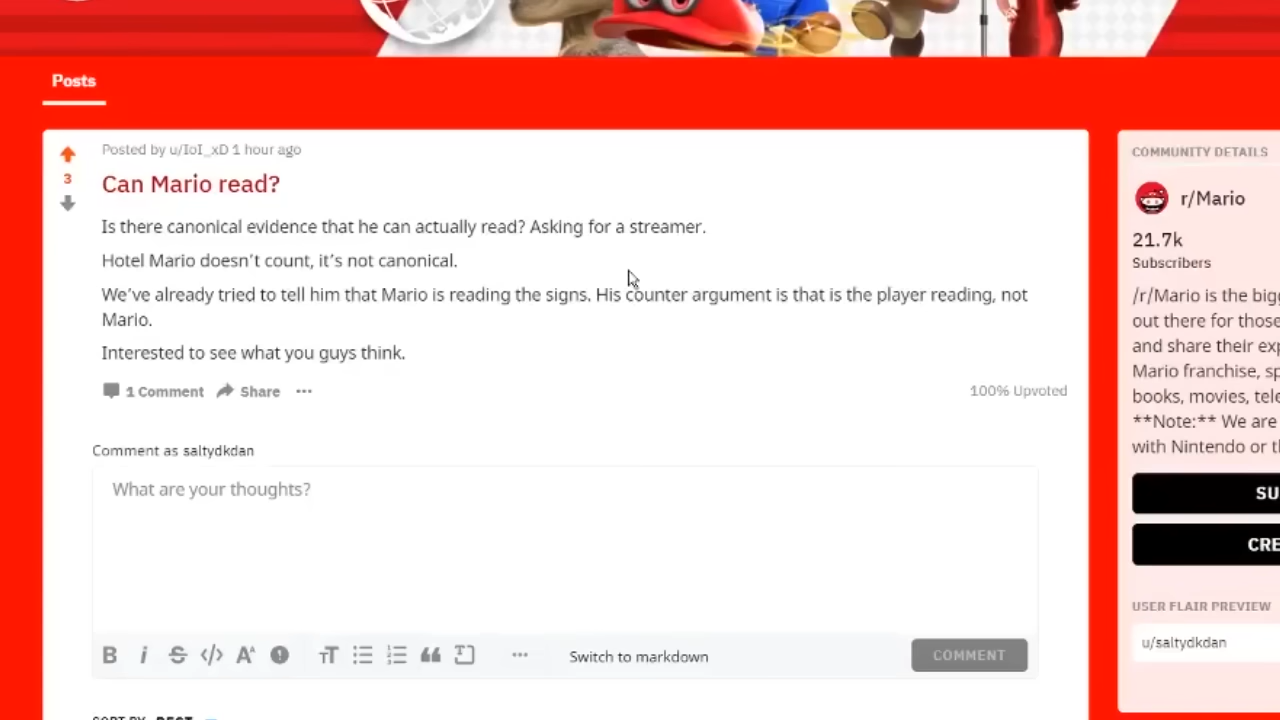 Posts
Posted by u/IoI_xD 1 hour ago
3
Can Mario read?
Is there canonical evidence that he can actually read? Asking for a streamer.
Hotel Mario doesn't count, it's not canonical.
We've already tried to tell him that Mario is reading the signs. His counter argument is that is the player reading, not
Mario.
Interested to see what you guys think.
1 Comment Share
100% Upvoted
Comment as saltydkdan
What are your thoughts?
Switch to markdown
COMMENT
SORT BY BEST
COMMUNITY DETAILS
r/Mario
21.7k
Subscribers
/r/Mario is the
out there for those
and share their
Mario franchise,
books, movies,
**Note:** We are
with Nintendo or
USER FLAIR PREVIEW
u/saltydkdan